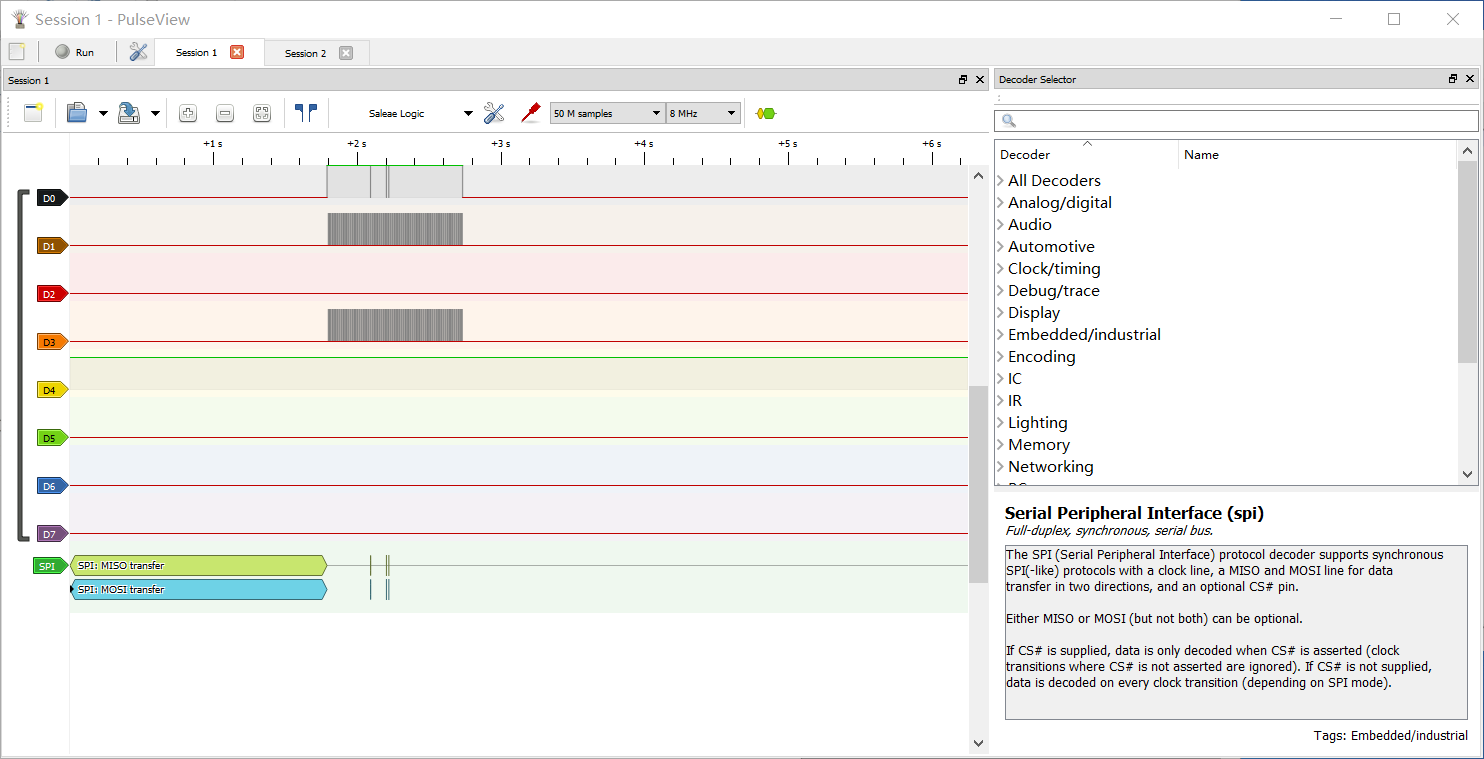 Session 1 - PulseView
Run
Session 1
Session 2
Session 1
Saleae Logic
50 M samples
8 MHz
+1 s
+2 s
+3 s
+4 s
+5 s
+6 s
D0
D1
D2
D3
D4
D5
D6
D7
SPI
SPI: MISO transfer
SPI: MOSI transfer
Decoder Selector
Decoder
Name
All Decoders
Analog/digital
Audio
Automotive
Clock/timing
Debug/trace
Display
Embedded/industrial
Encoding
IC
IR
Lighting
Memory
Networking
Serial Peripheral Interface (spi)
Full-duplex, synchronous, serial bus.
The SPI (Serial Peripheral Interface) protocol decoder supports synchronous
SPI(-like) protocols with a clock line, a MISO and MOSI line for data
transfer in two directions, and an optional CS# pin.
Either MISO or MOSI (but not both) can be optional.
If CS# is supplied, data is only decoded when CS# is asserted (clock
transitions where CS# is not asserted are ignored). If CS# is not supplied,
data is decoded on every clock transition (depending on SPI mode).
Tags: Embedded/industrial